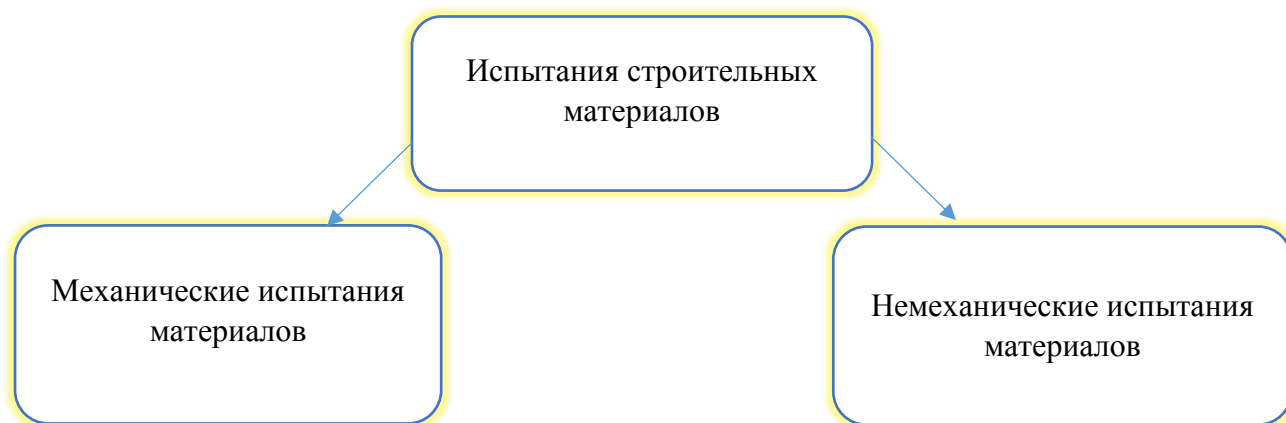 Испытания строительных
материалов
Механические испытания
материалов
Немеханические испытания
материалов